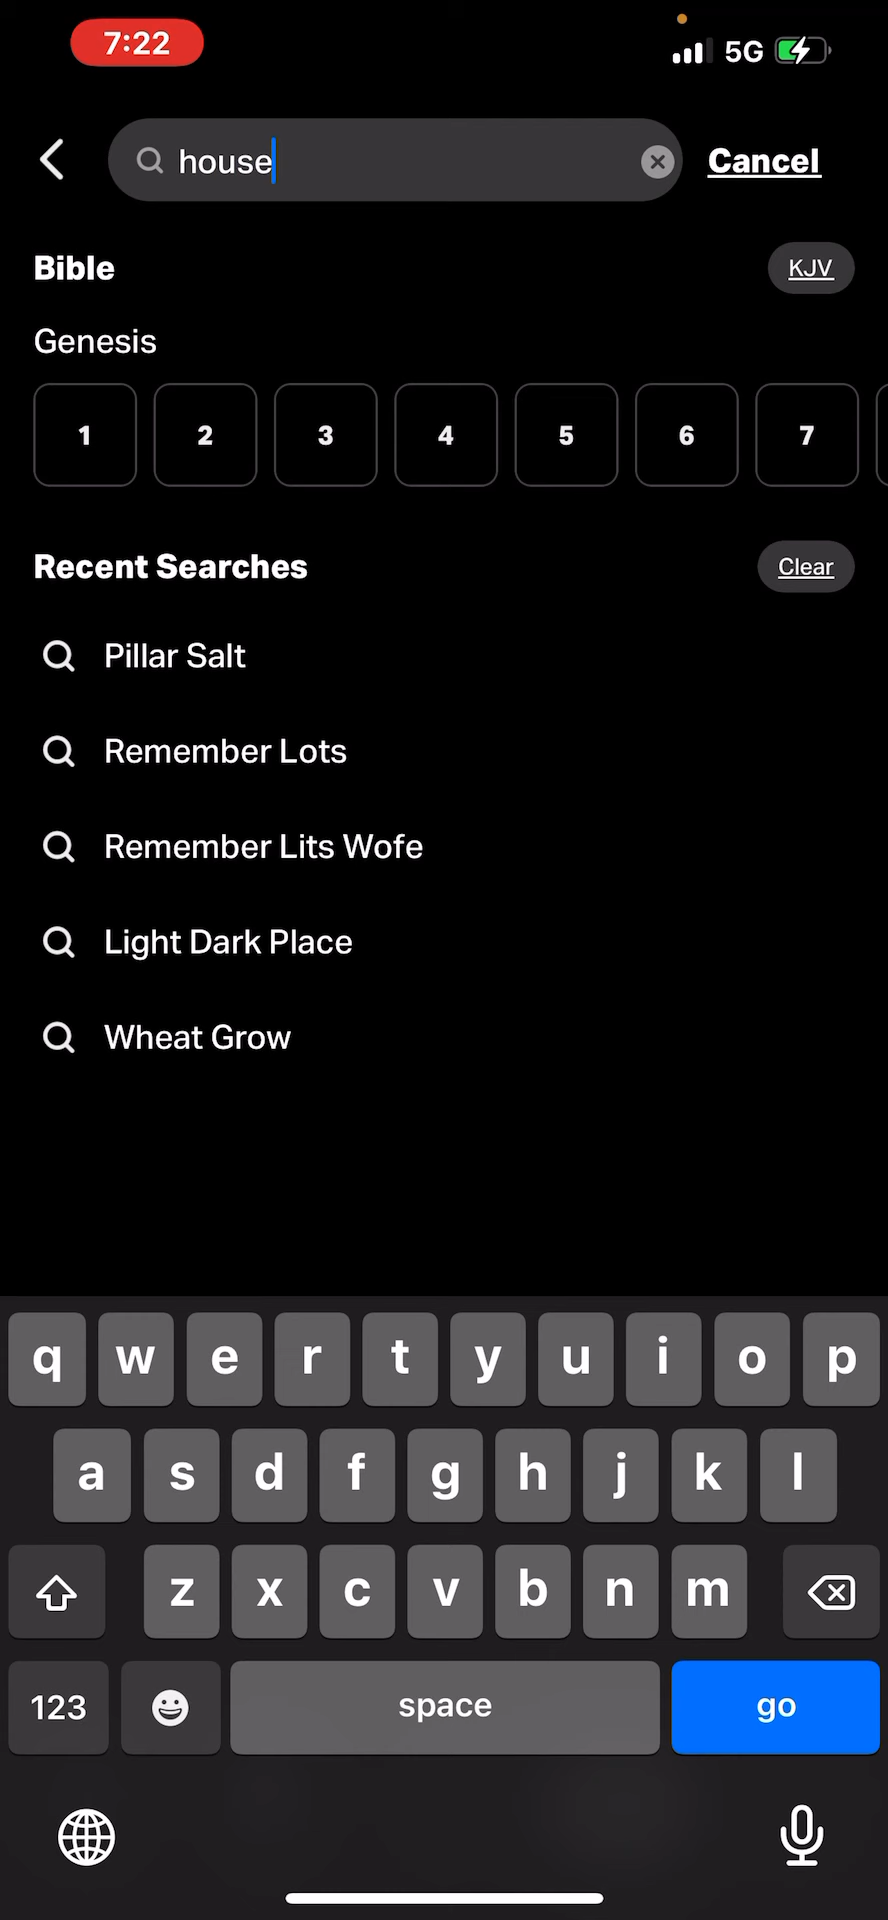 7:22 5G
house Cancel
Bible KJV
Genesis
1 2 3 4 5 6 7
Recent Searches Clear
Pillar Salt
Remember Lots
Remember Lits Wofe
Light Dark Place
Wheat Grow
q w e r t y u i o p
a s d f g h j k l
z x c v b n m
123 space go